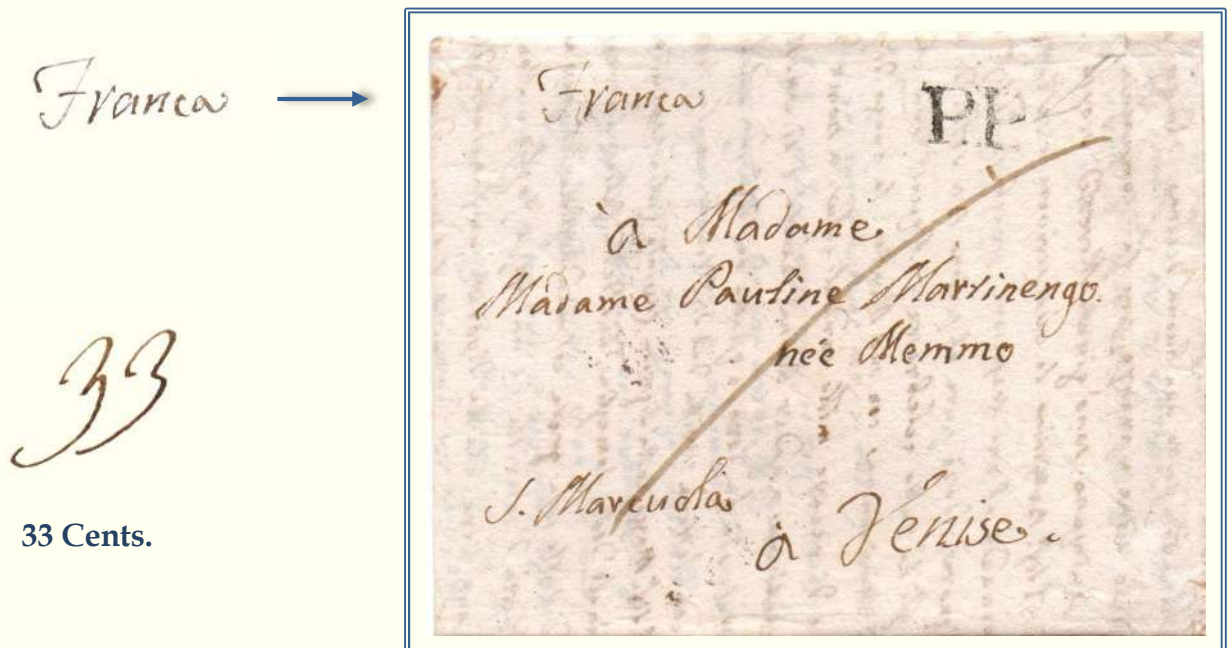 Franca
33
33 Cents.
Franca
P.P.
à Madame
Madame Pauline Martinengo.
née Memmo
S. Marcuola
à Venise.